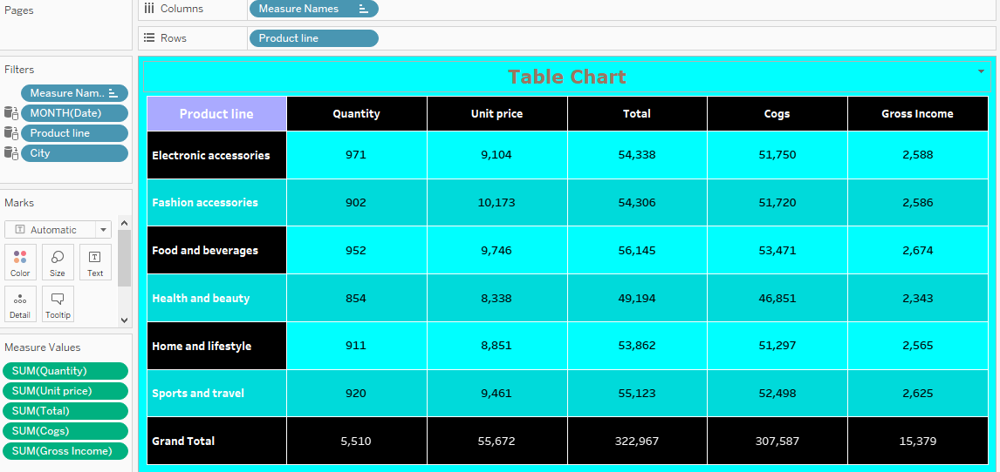 Pages
Columns Measure Names
Rows Product line
Filters
Measure Nam..
MONTH(Date)
Product line
City
Marks
Automatic
Color Size Text
Detail Tooltip
Measure Values
SUM(Quantity)
SUM(Unit price)
SUM(Total)
SUM(Cogs)
SUM(Gross Income)
Table Chart
Product line Quantity Unit price Total Cogs Gross Income
Electronic accessories 971 9,104 54,338 51,750 2,588
Fashion accessories 902 10,173 54,306 51,720 2,586
Food and beverages 952 9,746 56,145 53,471 2,674
Health and beauty 854 8,338 49,194 46,851 2,343
Home and lifestyle 911 8,851 53,862 51,297 2,565
Sports and travel 920 9,461 55,123 52,498 2,625
Grand Total 5,510 55,672 322,967 307,587 15,379